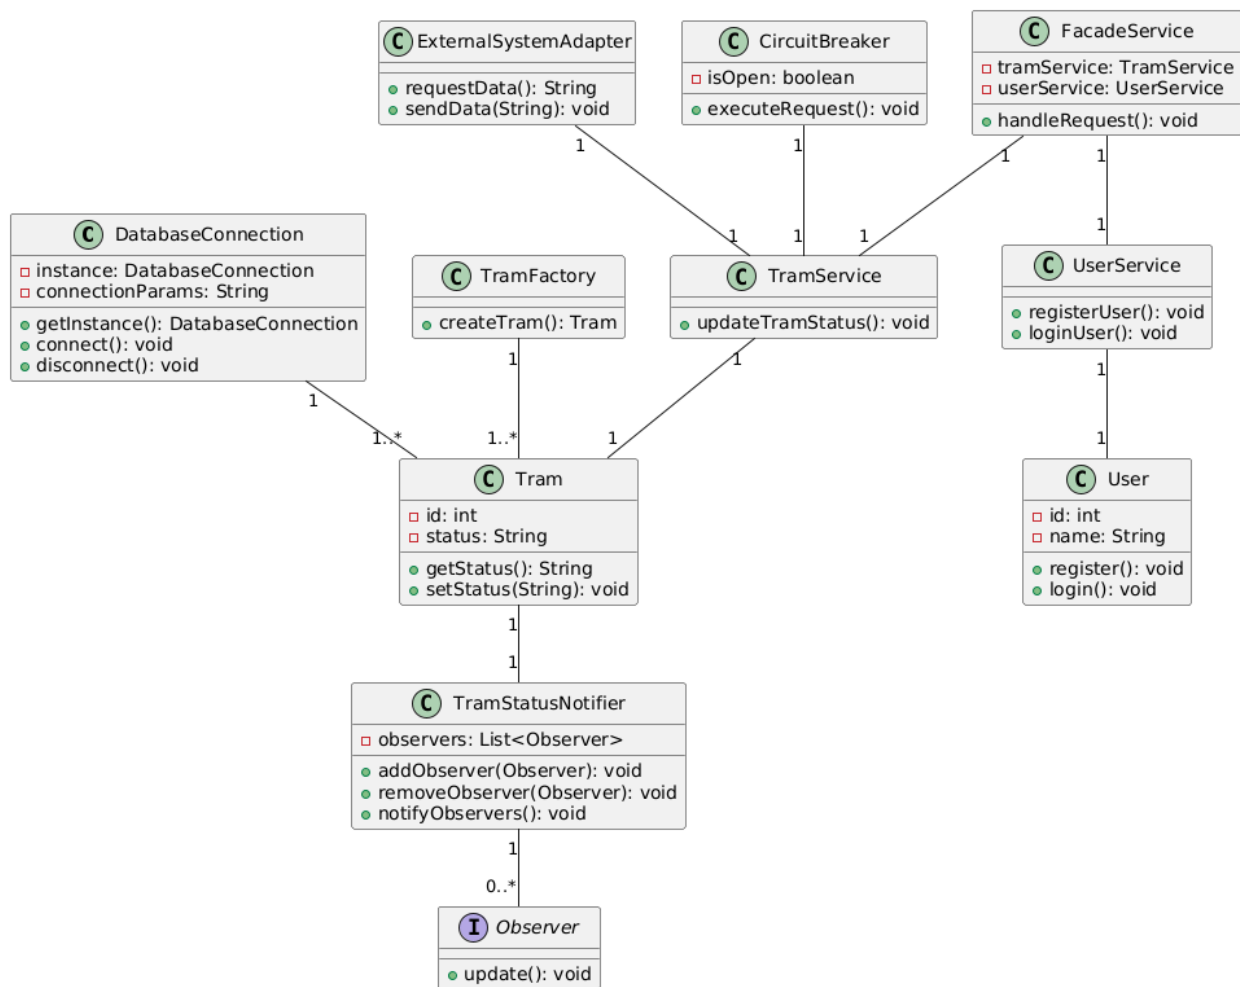 C ExternalSystemAdapter
requestData(): String
sendData(String): void
C CircuitBreaker
isOpen: boolean
executeRequest(): void
C FacadeService
tramService: TramService
userService: UserService
handleRequest(): void
1
1
1
1
1
1
1
1
C DatabaseConnection
instance: DatabaseConnection
connectionParams: String
getInstance(): DatabaseConnection
connect(): void
disconnect(): void
C TramFactory
createTram(): Tram
C TramService
updateTramStatus(): void
C UserService
registerUser(): void
loginUser(): void
1
1
1
1
1..*
1..*
1
1
C Tram
id: int
status: String
getStatus(): String
setStatus(String): void
C User
id: int
name: String
register(): void
login(): void
1
1
C TramStatusNotifier
observers: List<Observer>
addObserver(Observer): void
removeObserver(Observer): void
notifyObservers(): void
1
0..*
I Observer
update(): void